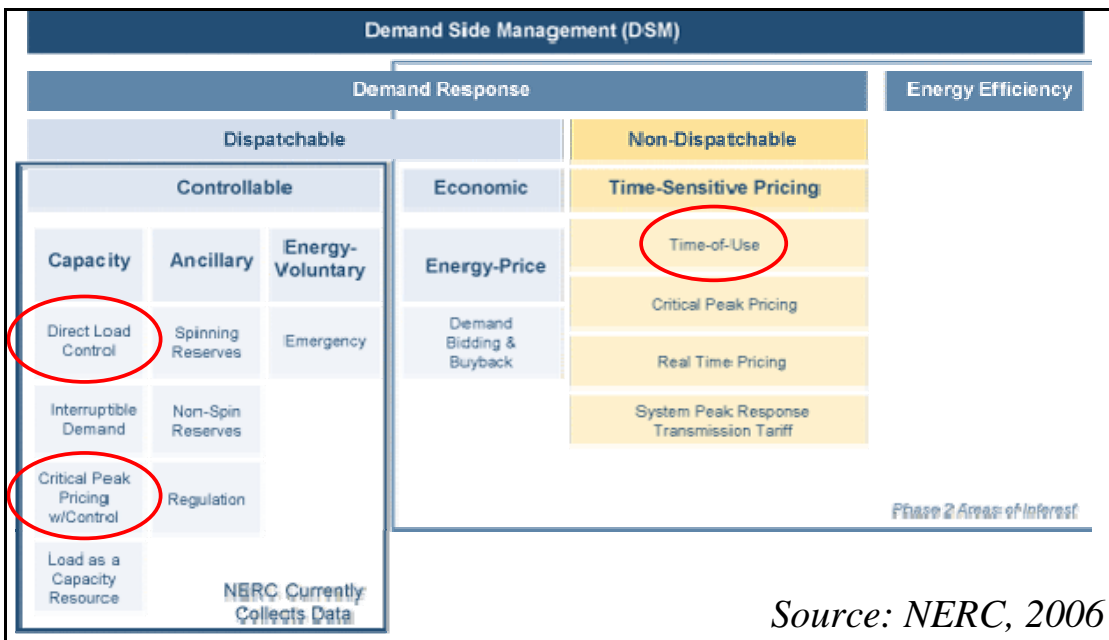 Demand Side Management (DSM)
Demand Response
Energy Efficiency
Dispatchable
Non-Dispatchable
Controllable
Economic
Time-Sensitive Pricing
Capacity
Ancillary
Energy-
Voluntary
Energy-Price
Time-of-Use
Direct Load
Control
Spinning
Reserves
Emergency
Demand
Bidding &
Buyback
Critical Peak Pricing
Real Time Pricing
Interruptible
Demand
Non-Spin
Reserves
System Peak Response
Transmission Tariff
Critical Peak
Pricing
w/Control
Regulation
Phase 2 Areas of Interest
Load as a
Capacity
Resource
NERC Currently
Collects Data
Source: NERC, 2006